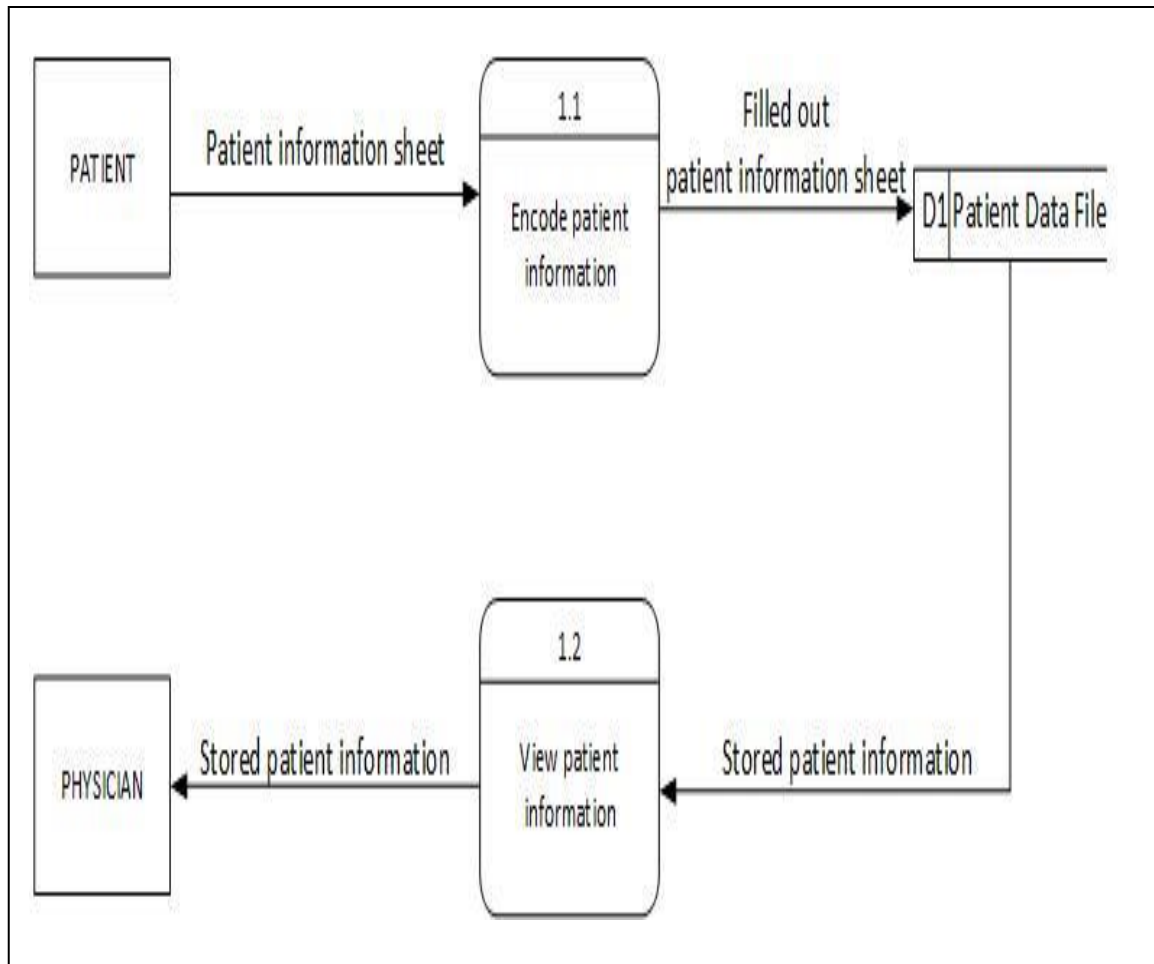 PATIENT
Patient information sheet
1.1
Encode patient
information
Filled out
patient information sheet
D1 Patient Data File
1.2
View patient
information
Stored patient information
Stored patient information
PHYSICIAN